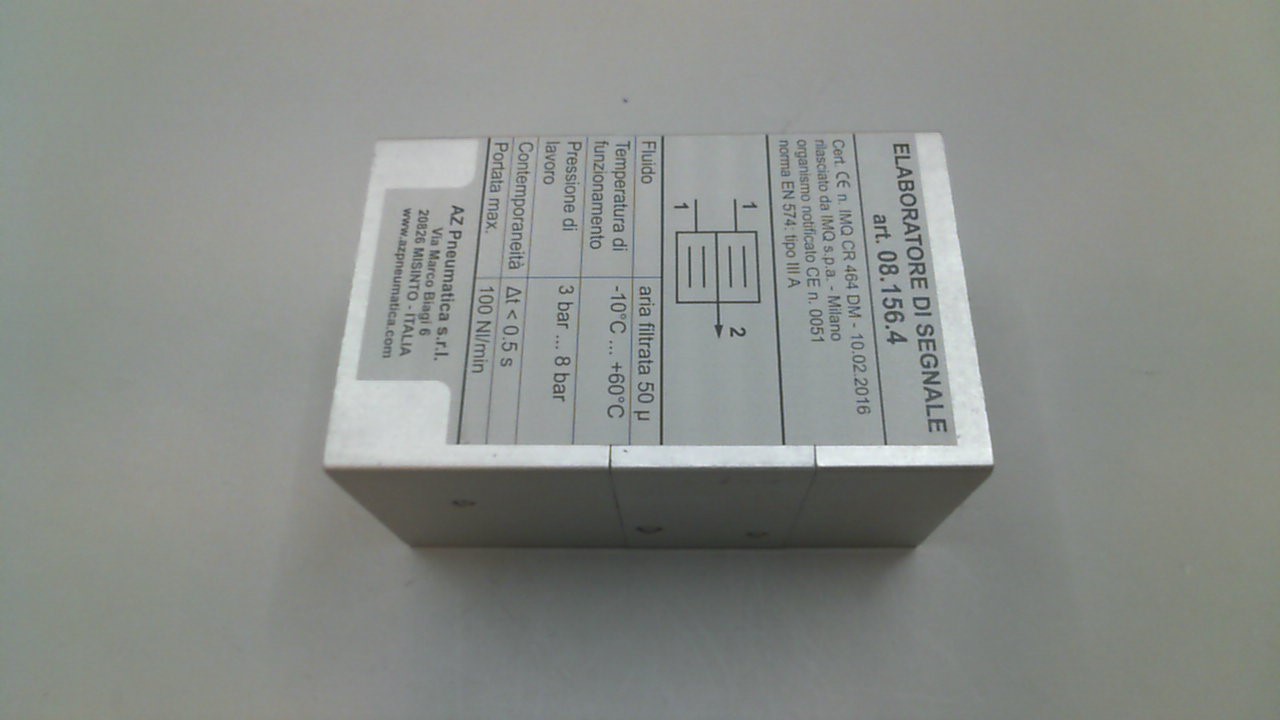 ELABORATORE DI SEGNALE
art. 08.156.4
Cert. CE n. IMQ CR 464 DM - 10.02.2016
rilasciato da IMQ s.p.a. - Milano
organismo notificato CE n. 0051
norma EN 574: tipo III A
1
2
1
Fluido aria filtrata 50 µ
Temperatura di
funzionamento -10°C ... +60°C
Pressione di
lavoro 3 bar ... 8 bar
Contemporaneità Δt < 0.5 s
Portata max. 100 Nl/min
AZ Pneumatica s.r.l.
Via Marco Biagi 6
20826 MISINTO - ITALIA
www.azpneumatica.com